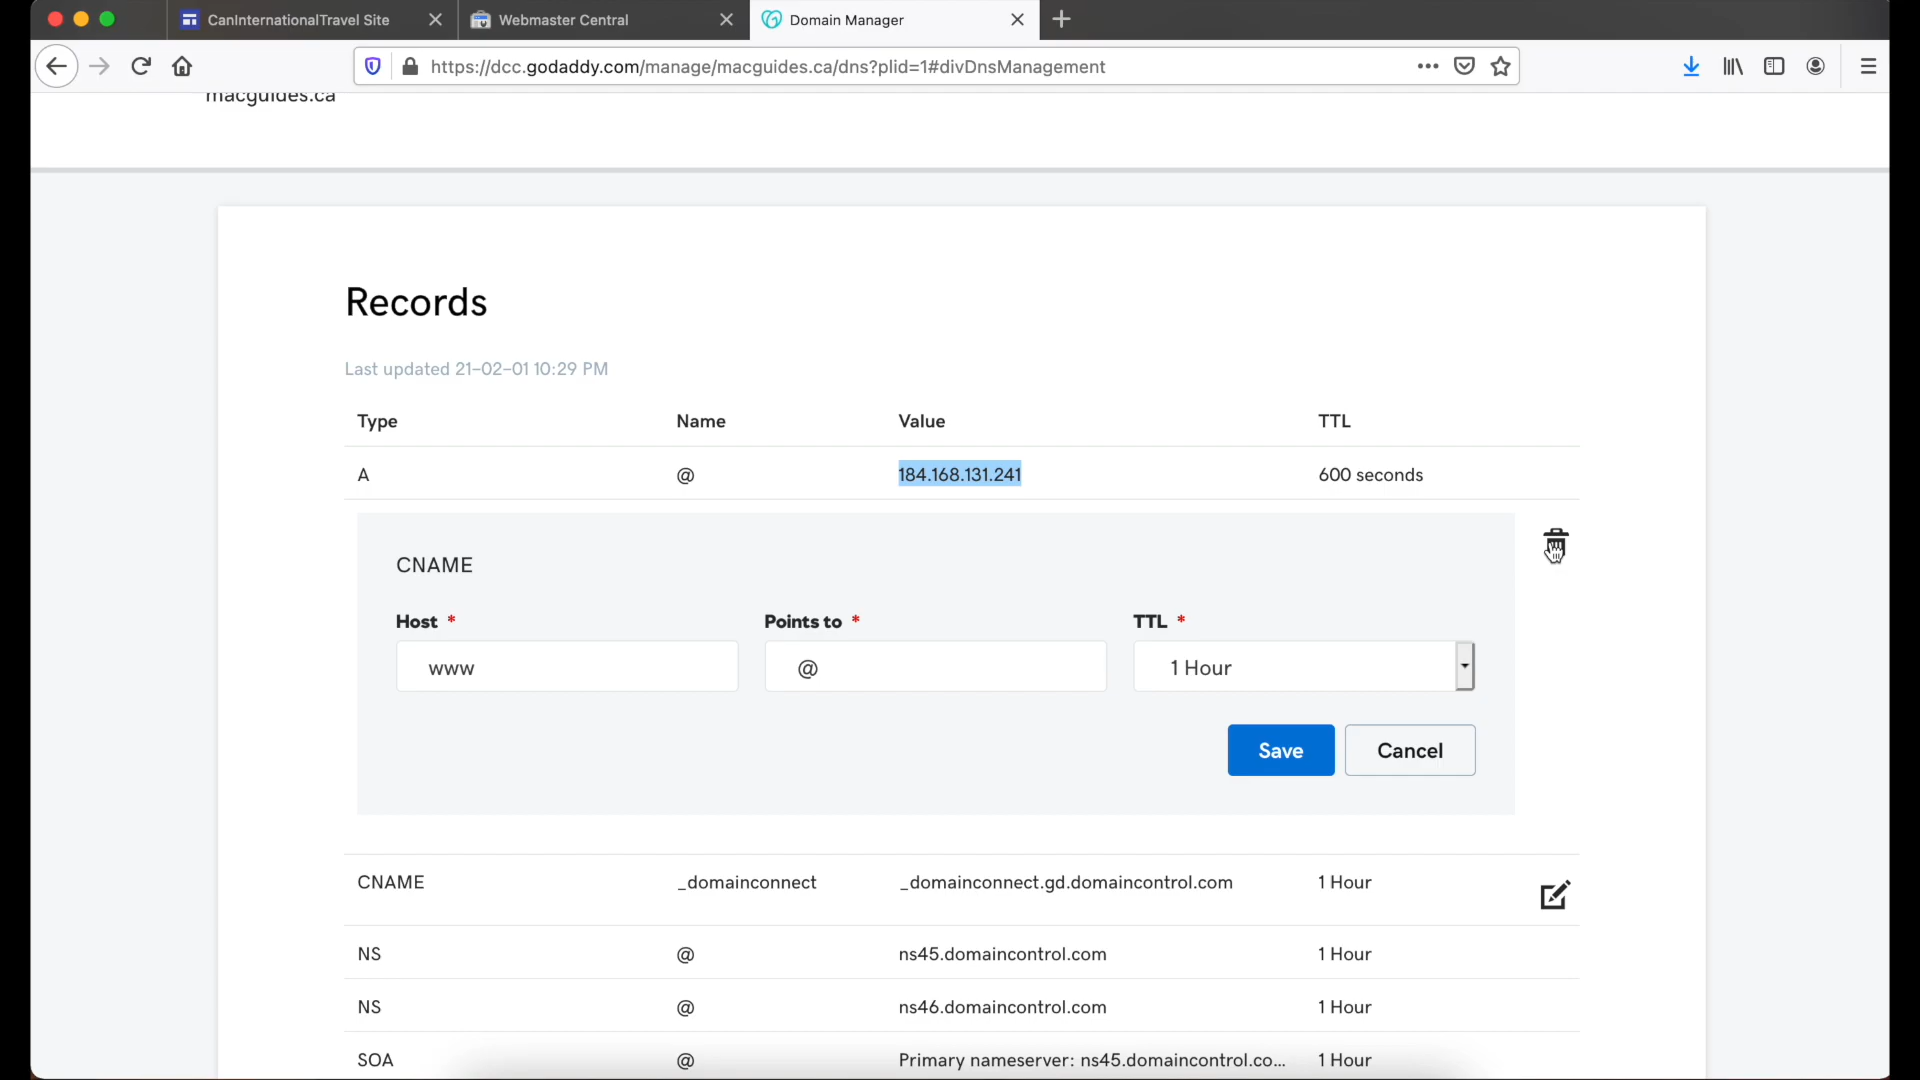 CanInternationalTravel Site
Webmaster Central
Domain Manager
https://dcc.godaddy.com/manage/macguides.ca/dns?plid=1#divDnsManagement
macguides.ca
Records
Last updated 21-02-01 10:29 PM
Type Name Value TTL
A @ 184.168.131.241 600 seconds
CNAME
Host * Points to * TTL *
www @ 1 Hour
Save Cancel
CNAME _domainconnect _domainconnect.gd.domaincontrol.com 1 Hour
NS @ ns45.domaincontrol.com 1 Hour
NS @ ns46.domaincontrol.com 1 Hour
SOA @ Primary nameserver: ns45.domaincontrol.co... 1 Hour